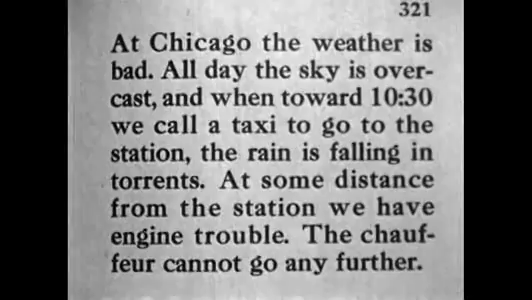 321
At Chicago the weather is
bad. All day the sky is over-
cast, and when toward 10:30
we call a taxi to go to the
station, the rain is falling in
torrents. At some distance
from the station we have
engine trouble. The chauf-
feur cannot go any further.